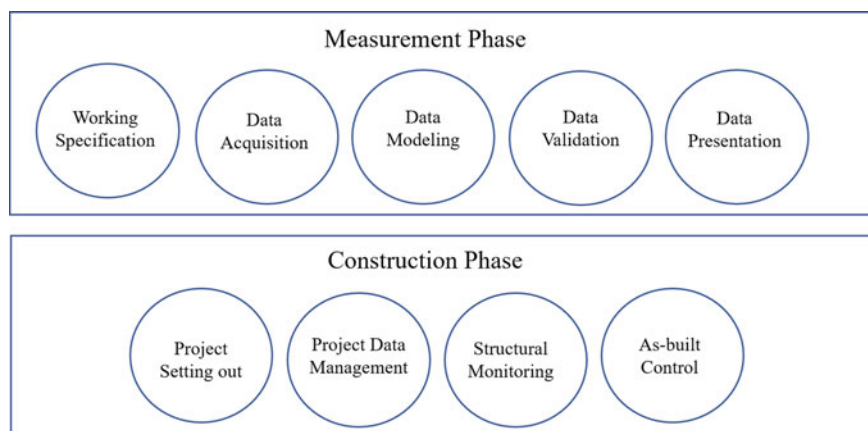 Measurement Phase
Working
Specification
Data
Acquisition
Data
Modeling
Data
Validation
Data
Presentation
Construction Phase
Project
Setting out
Project Data
Management
Structural
Monitoring
As-built
Control